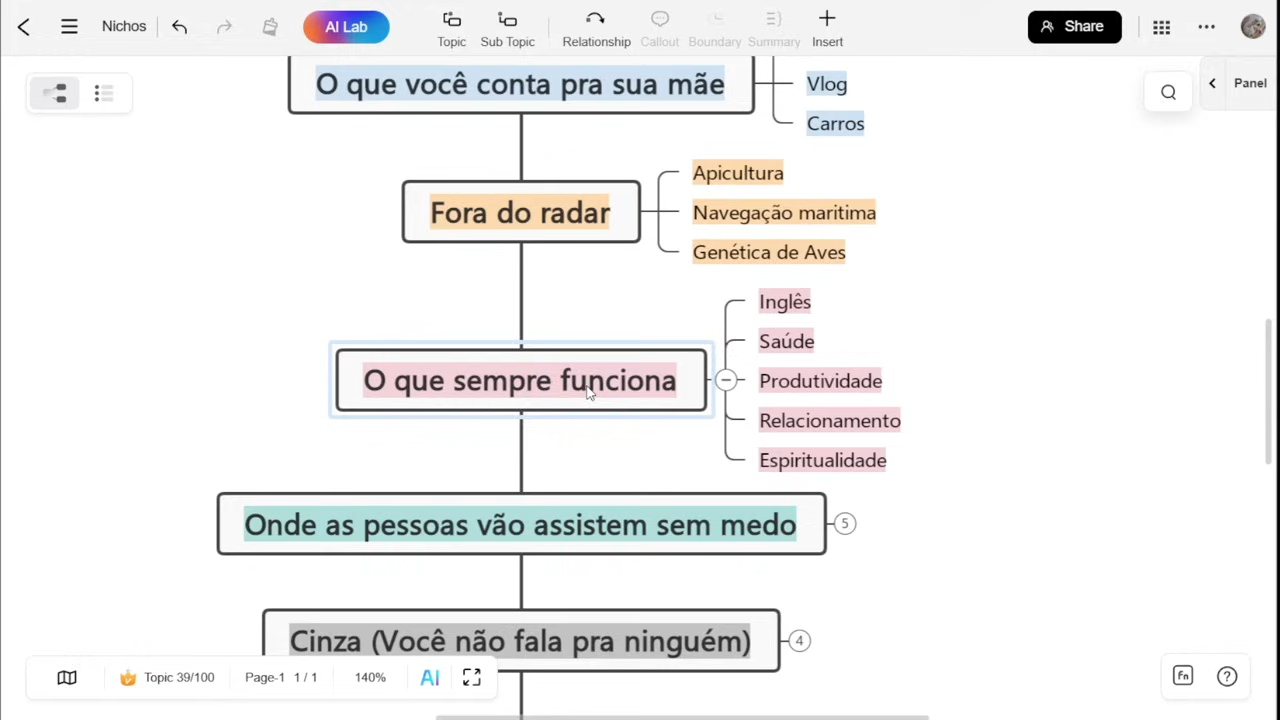 Nichos
AI Lab
Topic
Sub Topic
Relationship
Callout
Boundary
Summary
Insert
Share
Panel
O que você conta pra sua mãe
Vlog
Carros
Fora do radar
Apicultura
Navegação maritima
Genética de Aves
O que sempre funciona
Inglês
Saúde
Produtividade
Relacionamento
Espiritualidade
Onde as pessoas vão assistem sem medo
5
Cinza (Você não fala pra ninguém)
4
Topic 39/100
Page-1 1 / 1
140%
AI
Fn